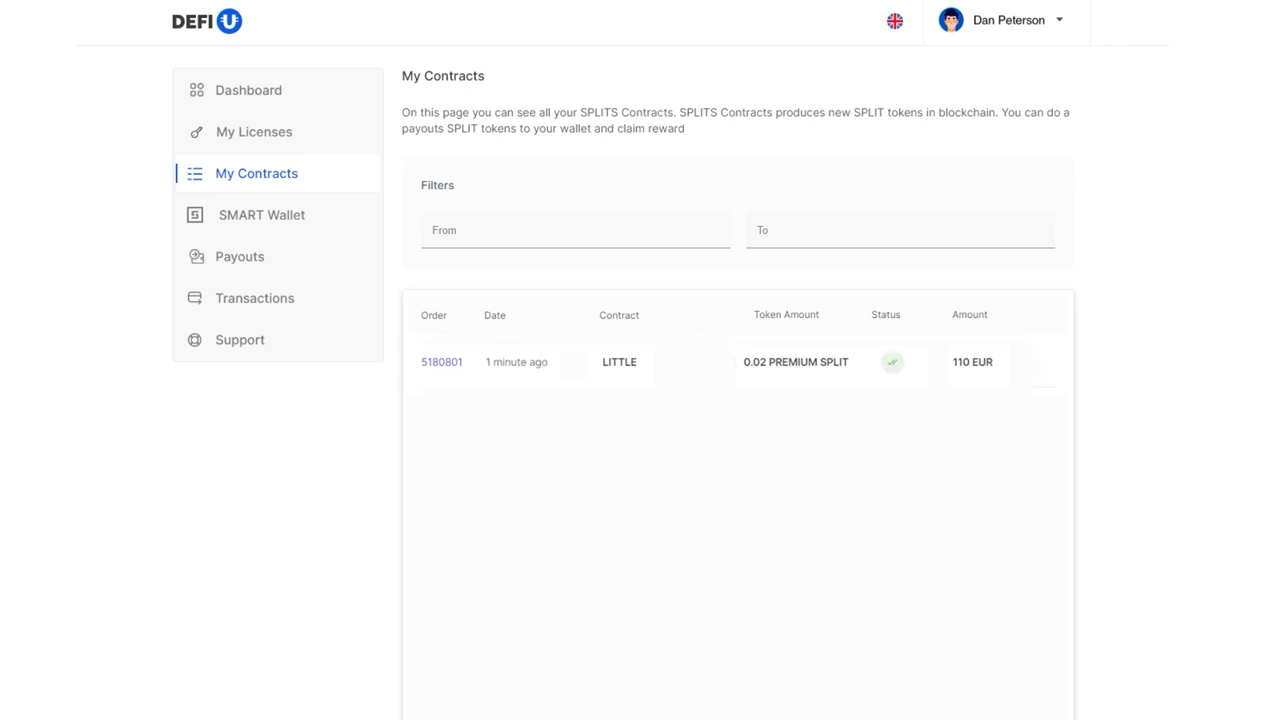 DEFI U
Dan Peterson
Dashboard
My Licenses
My Contracts
SMART Wallet
Payouts
Transactions
Support
My Contracts
On this page you can see all your SPLITS Contracts. SPLITS Contracts produces new SPLIT tokens in blockchain. You can do a
payouts SPLIT tokens to your wallet and claim reward
Filters
From To
Order Date Contract Token Amount Status Amount
5180801 1 minute ago LITTLE 0.02 PREMIUM SPLIT 110 EUR